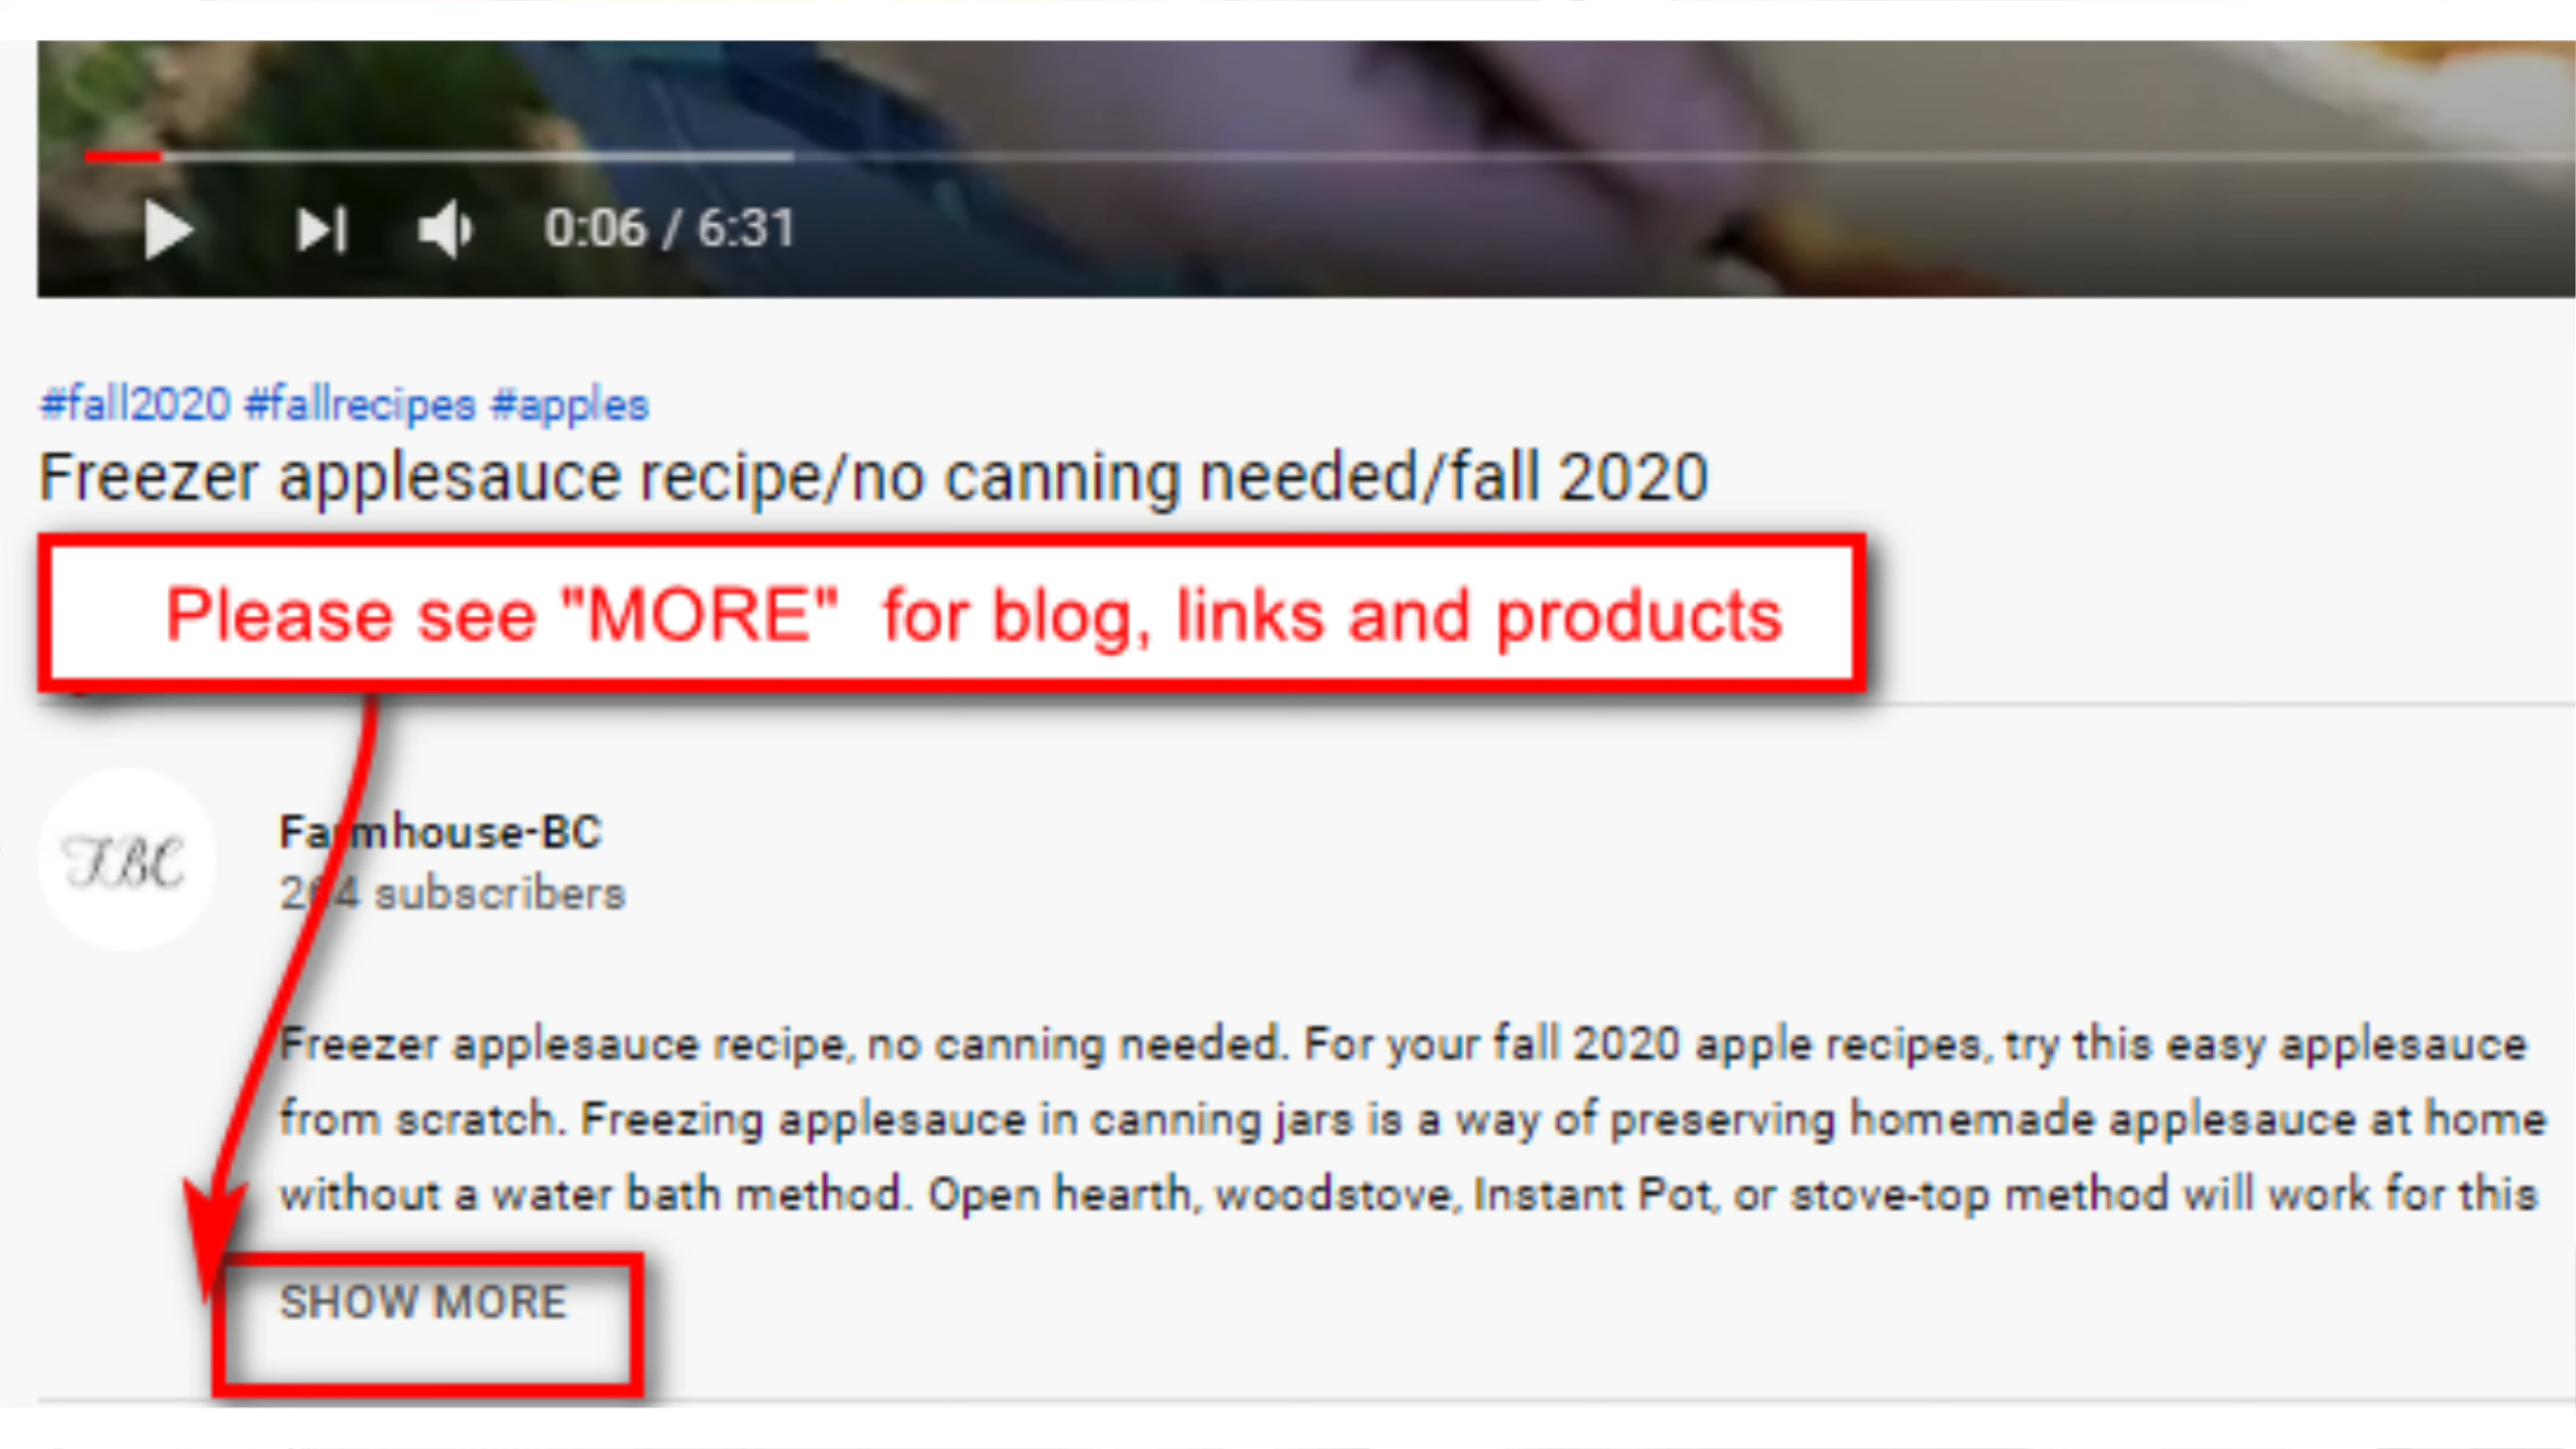 0:06 / 6:31
#fall2020 #fallrecipes #apples
Freezer applesauce recipe/no canning needed/fall 2020
Please see "MORE" for blog, links and products
FBC
Farmhouse-BC
264 subscribers
Freezer applesauce recipe, no canning needed. For your fall 2020 apple recipes, try this easy applesauce
from scratch. Freezing applesauce in canning jars is a way of preserving homemade applesauce at home
without a water bath method. Open hearth, woodstove, Instant Pot, or stove-top method will work for this
SHOW MORE